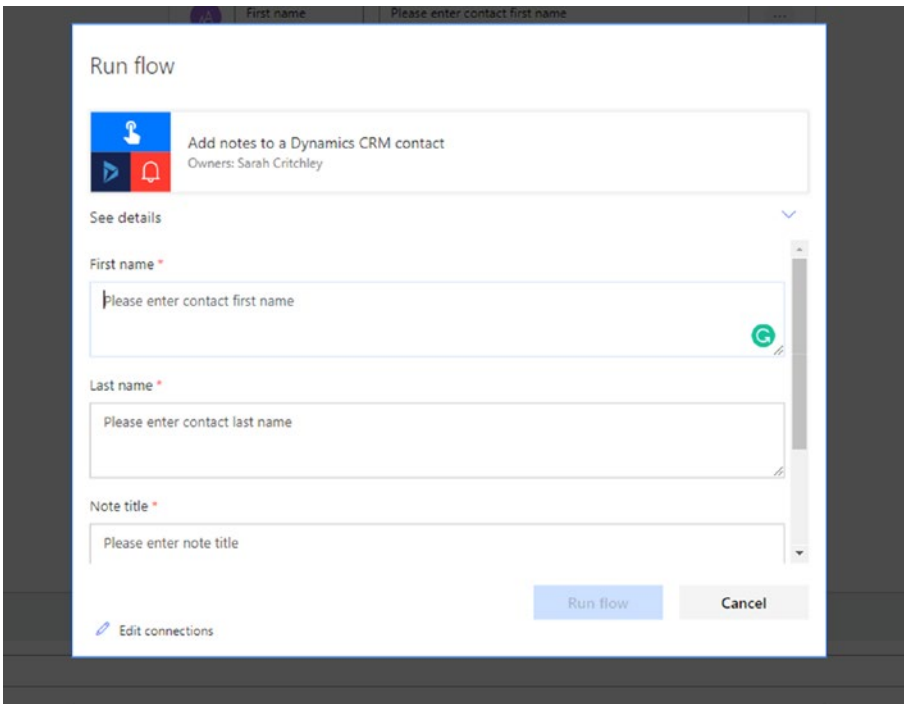 First name Please enter contact first name ...
Run flow
Add notes to a Dynamics CRM contact
Owners: Sarah Critchley
See details
First name *
Please enter contact first name
Last name *
Please enter contact last name
Note title *
Please enter note title
Run flow Cancel
Edit connections